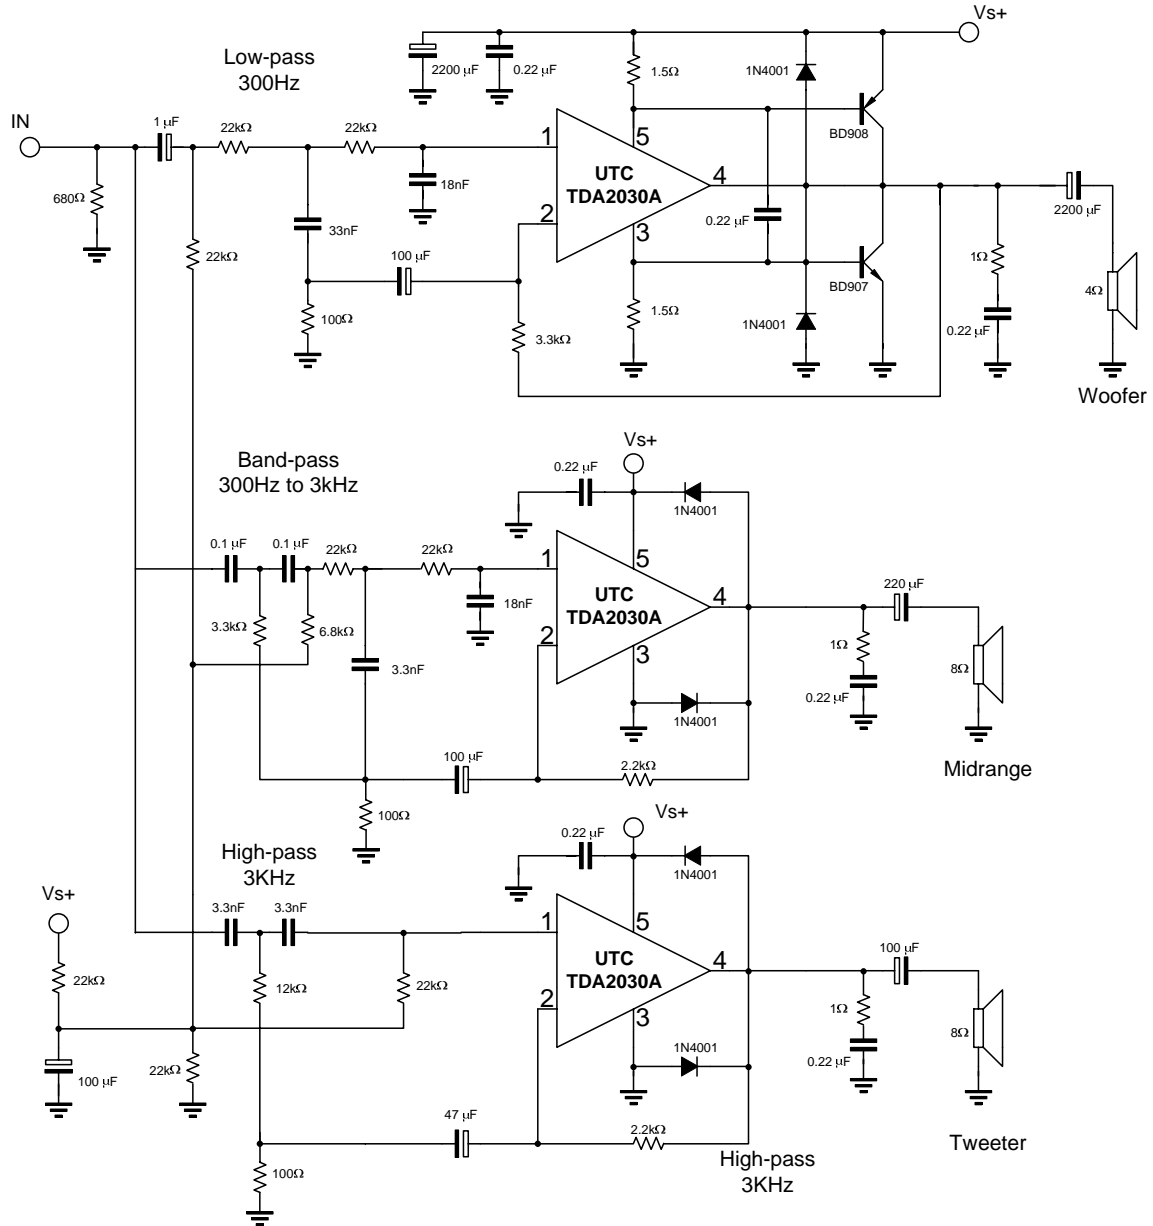 Vs+
Low-pass
300Hz
2200 µF
0.22 µF
1.5Ω
1N4001
BD908
IN
1 µF
22kΩ
22kΩ
1
5
UTC
TDA2030A
4
18nF
2
3
0.22 µF
2200 µF
680Ω
33nF
22kΩ
100 µF
BD907
1Ω
4Ω
100Ω
3.3kΩ
1.5Ω
1N4001
0.22 µF
Woofer
Band-pass
300Hz to 3kHz
Vs+
0.22 µF
1N4001
0.1 µF
0.1 µF
22kΩ
22kΩ
1
5
UTC
TDA2030A
4
220 µF
18nF
3.3kΩ
6.8kΩ
2
3
1Ω
8Ω
3.3nF
0.22 µF
1N4001
100 µF
2.2kΩ
Midrange
100Ω
Vs+
0.22 µF
High-pass
3KHz
1N4001
Vs+
3.3nF
3.3nF
1
5
UTC
TDA2030A
4
100 µF
22kΩ
12kΩ
22kΩ
2
3
1Ω
8Ω
1N4001
0.22 µF
100 µF
22kΩ
47 µF
2.2kΩ
Tweeter
100Ω
High-pass
3KHz